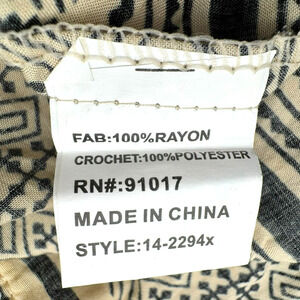 FAB:100%RAYON
CROCHET:100%POLYESTER
RN#:91017
MADE IN CHINA
STYLE:14-2294x